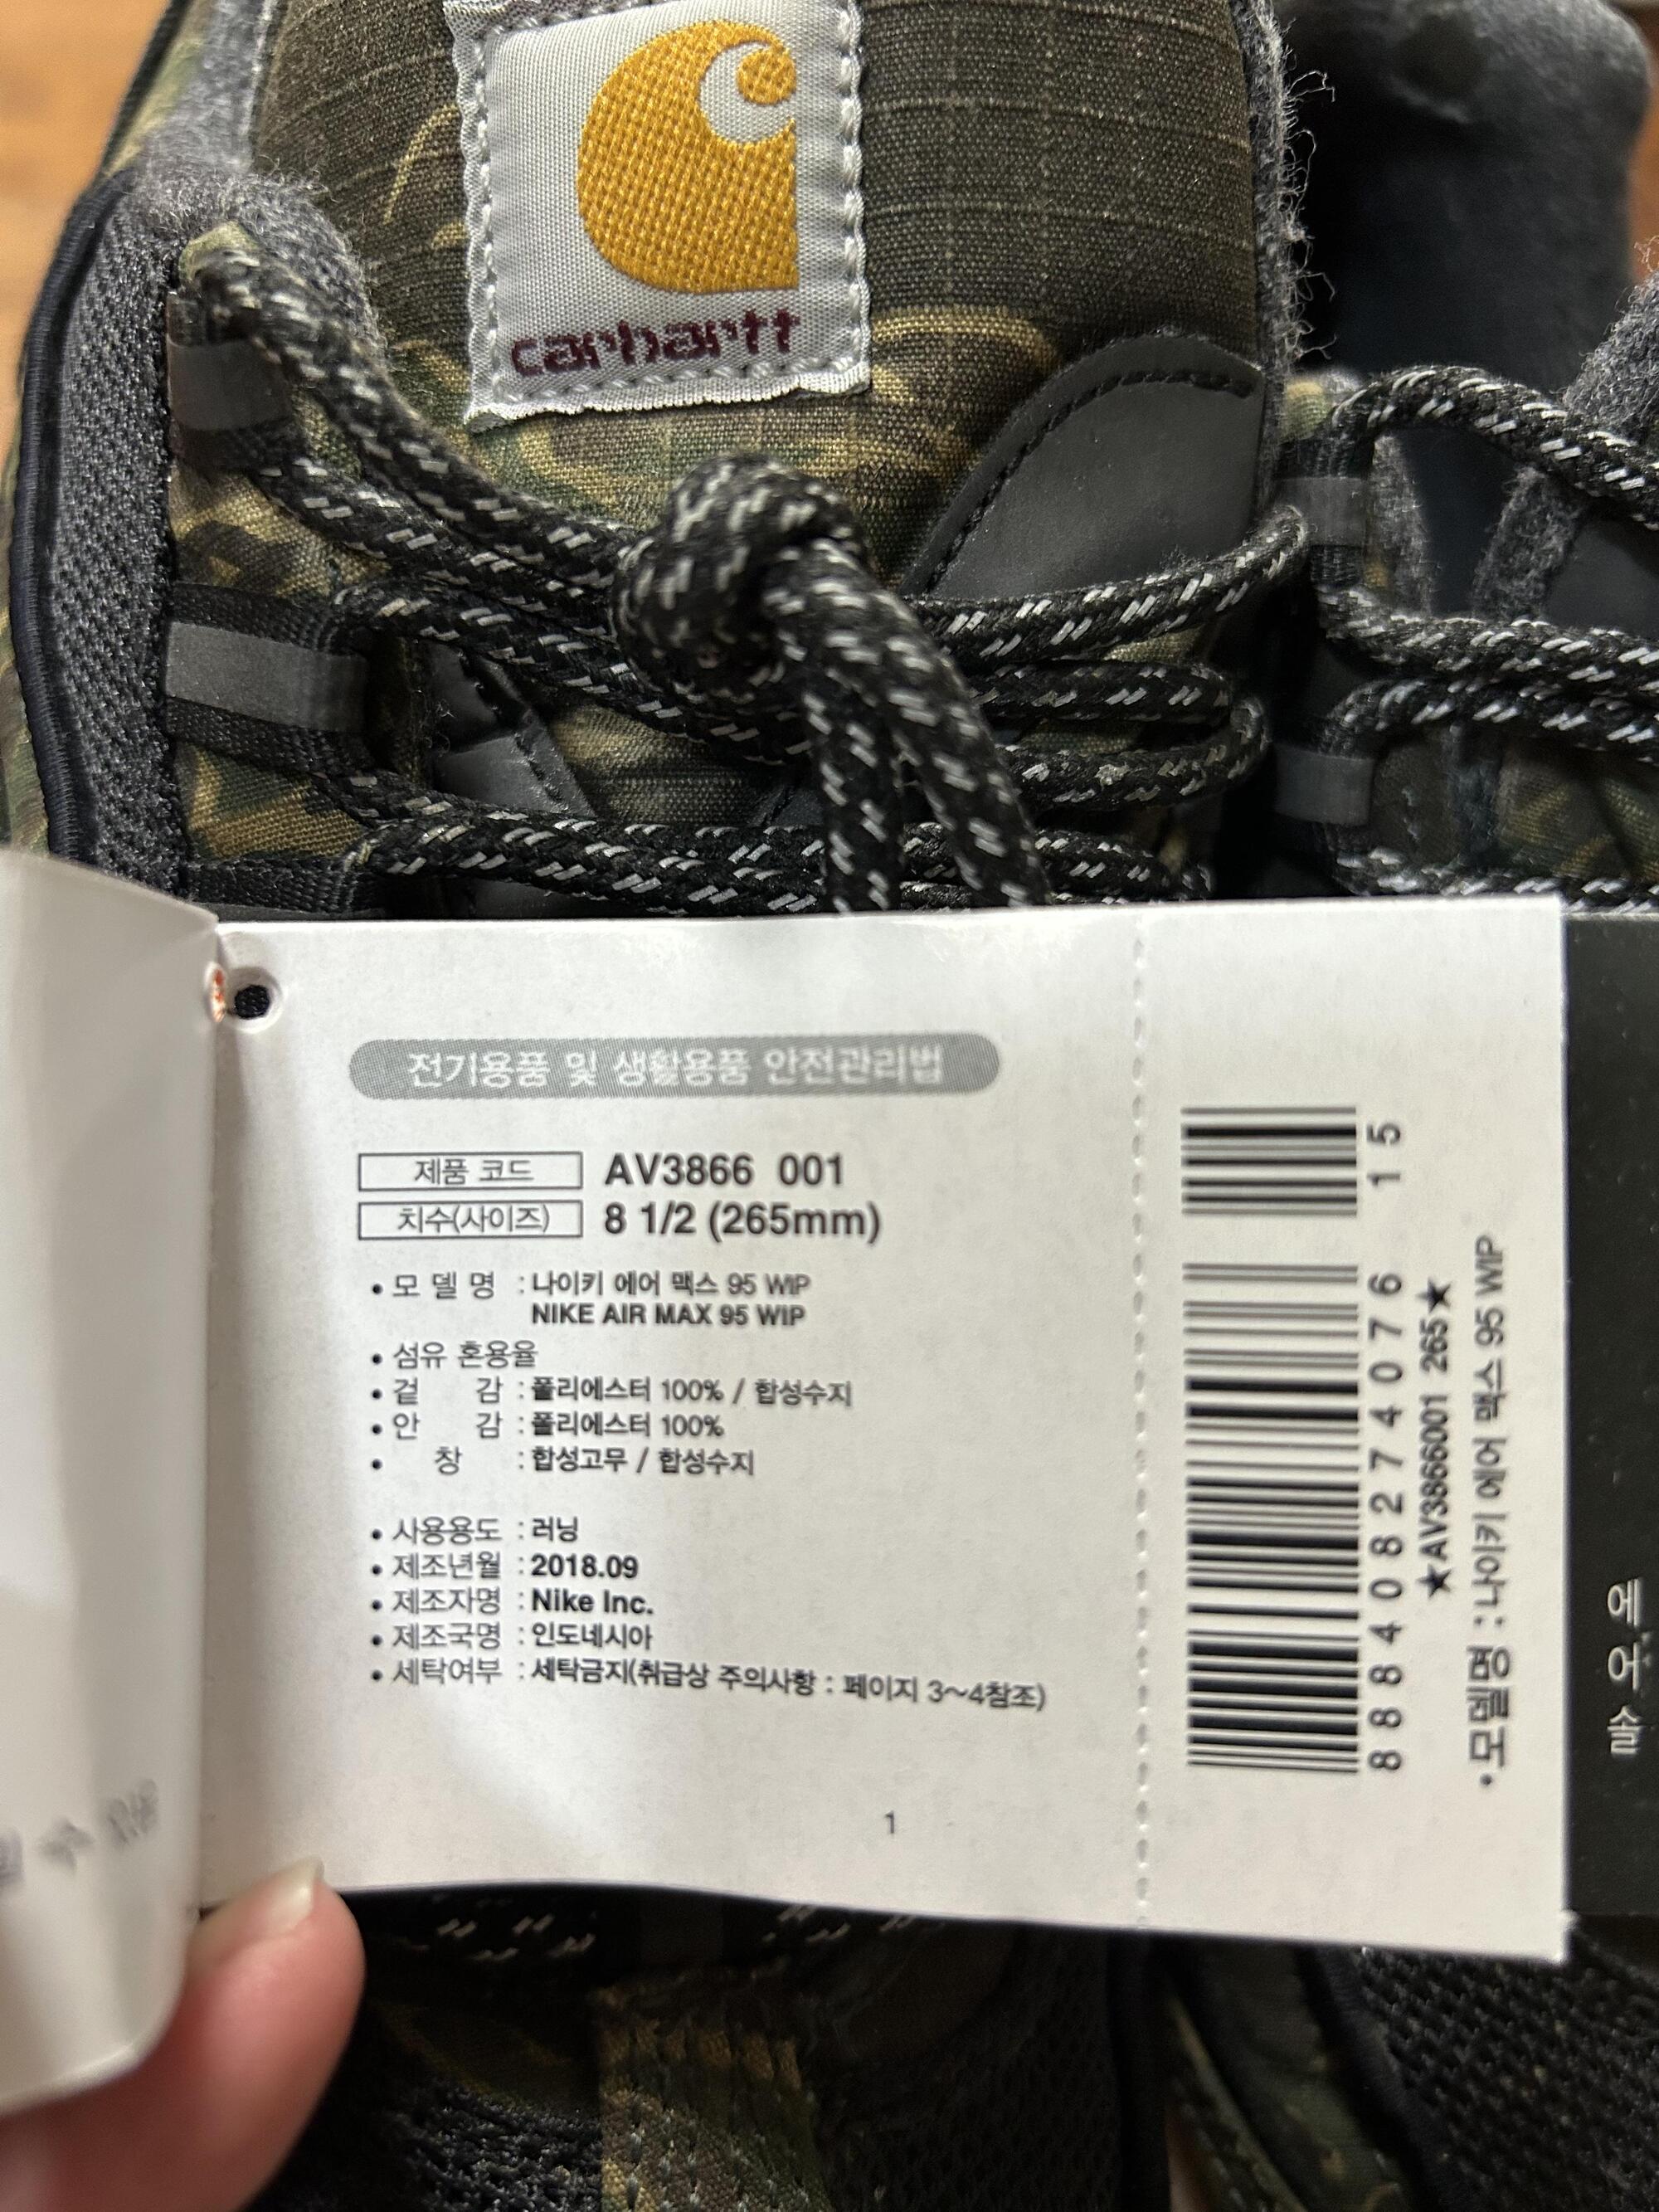 carhartt
전기용품 및 생활용품 안전관리법
제품 코드 AV3866 001
치수(사이즈) 8 1/2 (265mm)
• 모 델 명 : 나이키 에어 맥스 95 WIP
NIKE AIR MAX 95 WIP
• 섬유 혼용율
• 겉 감 : 폴리에스터 100% / 합성수지
• 안 감 : 폴리에스터 100%
• 창 : 합성고무 / 합성수지
• 사용용도 : 러닝
• 제조년월 : 2018.09
• 제조자명 : Nike Inc.
• 제조국명 : 인도네시아
• 세탁여부 : 세탁금지(취급상 주의사항 : 페이지 3~4참조)
1
888408274076 15
★AV3866001 265★
•모델명 : 나이키 에어 맥스 95 WIP
에어솔